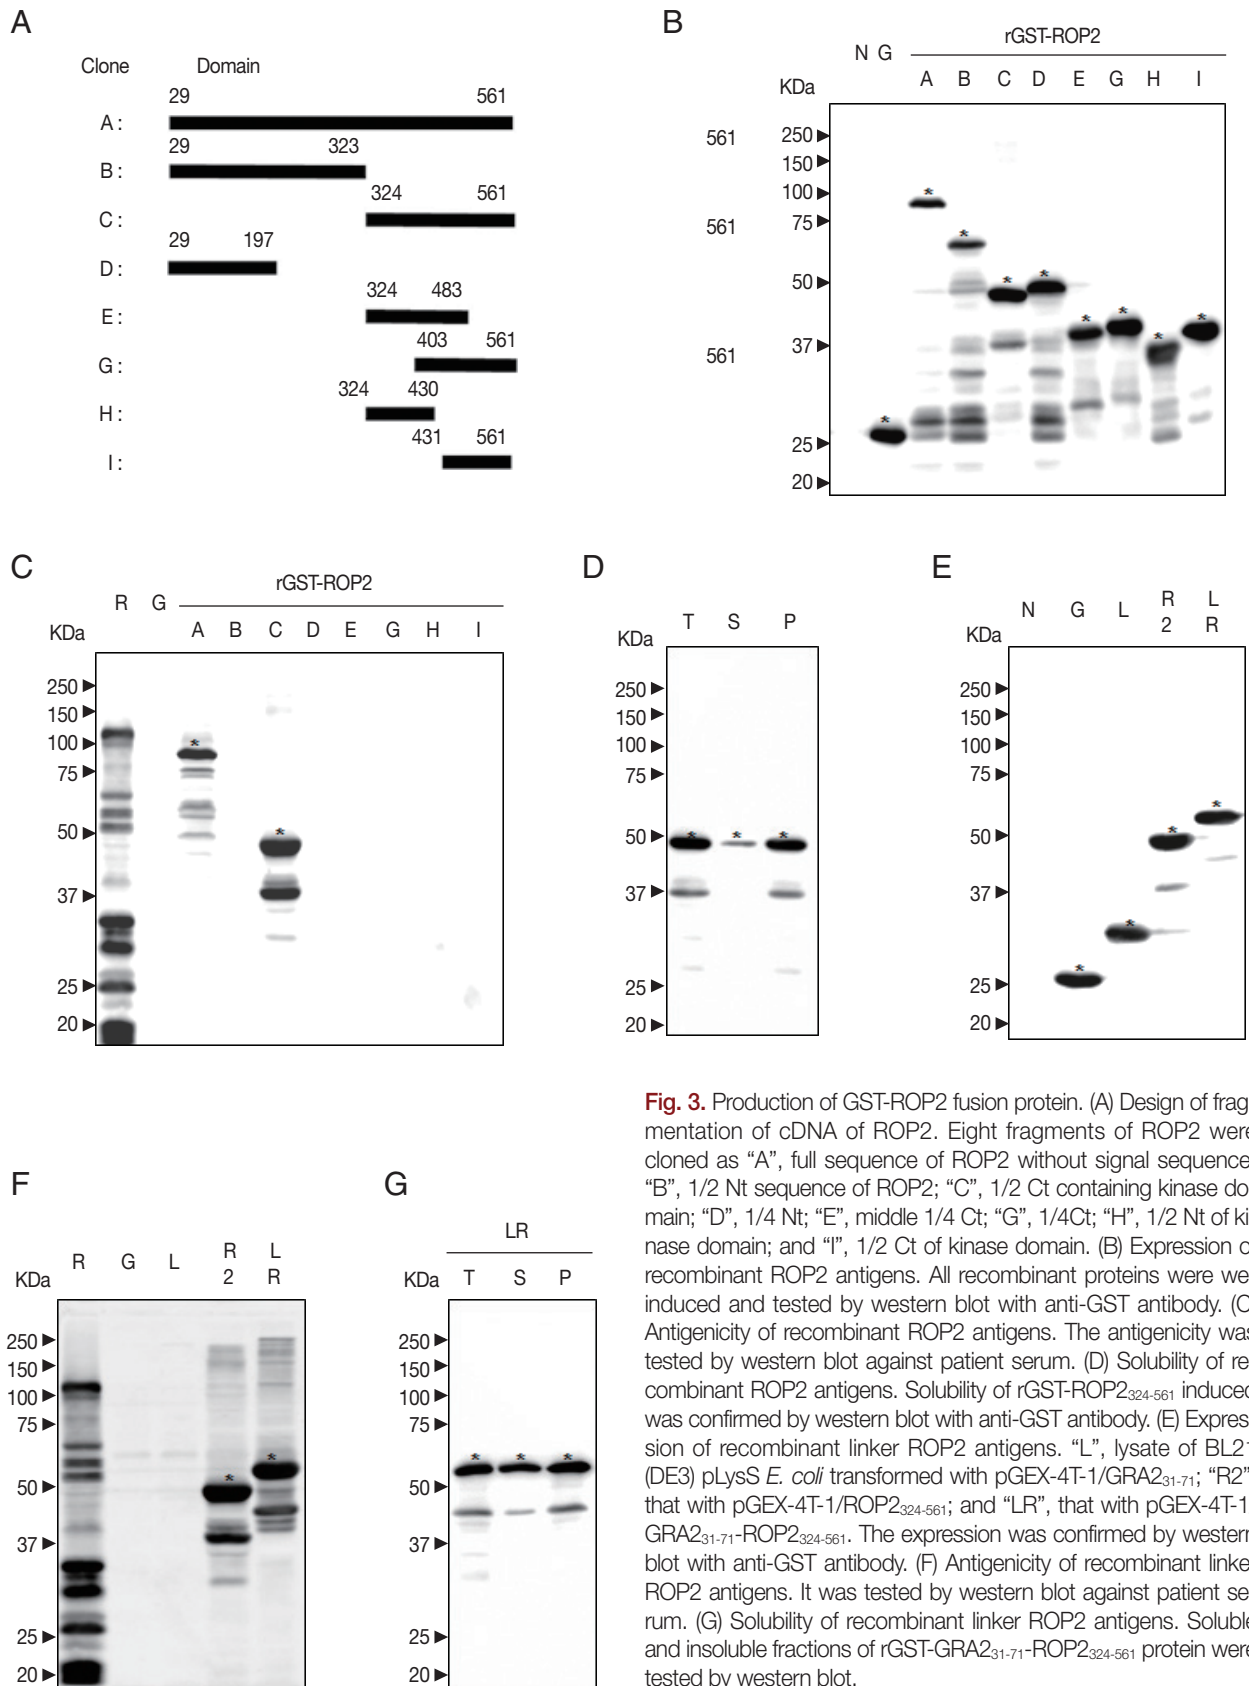 A
Clone Domain
29 561
A :
29 323
B :
324 561
C :
29 197
D :
324 483
E :
403 561
G :
324 430
H :
431 561
I :
B
rGST-ROP2
N G
A B C D E G H I
KDa
561
561
561
250
150
100
75
50
37
25
20
* * * * * * * * *
C
rGST-ROP2
R G
A B C D E G H I
KDa
250
150
100
75
50
37
25
20
* *
D
T S P
KDa
250
150
100
75
50
37
25
20
* * *
E
N G L R2 LR
KDa
250
150
100
75
50
37
25
20
* * * *
F
R G L R2 LR
KDa
250
150
100
75
50
37
25
20
* *
G
LR
T S P
KDa
250
150
100
75
50
37
25
20
* * *
Fig. 3. Production of GST-ROP2 fusion protein. (A) Design of frag-
mentation of cDNA of ROP2. Eight fragments of ROP2 were
cloned as “A”, full sequence of ROP2 without signal sequence
“B”, 1/2 Nt sequence of ROP2; “C”, 1/2 Ct containing kinase do-
main; “D”, 1/4 Nt; “E”, middle 1/4 Ct; “G”, 1/4Ct; “H”, 1/2 Nt of ki-
nase domain; and “I”, 1/2 Ct of kinase domain. (B) Expression o
recombinant ROP2 antigens. All recombinant proteins were we
induced and tested by western blot with anti-GST antibody. (C
Antigenicity of recombinant ROP2 antigens. The antigenicity was
tested by western blot against patient serum. (D) Solubility of re-
combinant ROP2 antigens. Solubility of rGST-ROP2324-561 induced
was confirmed by western blot with anti-GST antibody. (E) Expres-
sion of recombinant linker ROP2 antigens. “L”, lysate of BL21
(DE3) pLysS E. coli transformed with pGEX-4T-1/GRA231-71; “R2”
that with pGEX-4T-1/ROP2324-561; and “LR”, that with pGEX-4T-1
GRA231-71-ROP2324-561. The expression was confirmed by western
blot with anti-GST antibody. (F) Antigenicity of recombinant linke
ROP2 antigens. It was tested by western blot against patient se-
rum. (G) Solubility of recombinant linker ROP2 antigens. Soluble
and insoluble fractions of rGST-GRA231-71-ROP2324-561 protein were
tested by western blot.